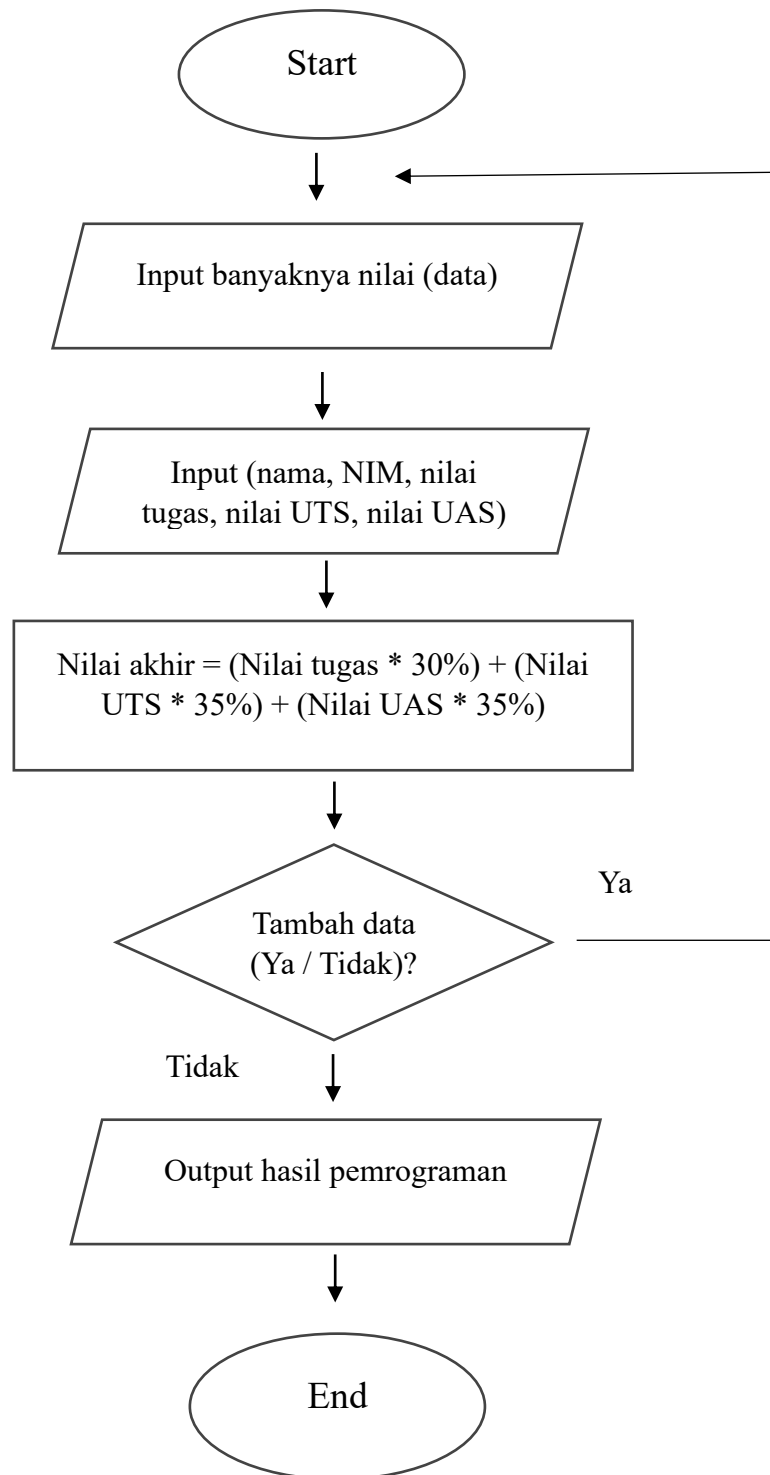 Start
Input banyaknya nilai (data)
Input (nama, NIM, nilai
tugas, nilai UTS, nilai UAS)
Nilai akhir = (Nilai tugas * 30%) + (Nilai
UTS * 35%) + (Nilai UAS * 35%)
Ya
Tambah data
(Ya / Tidak)?
Tidak
Output hasil pemrograman
End